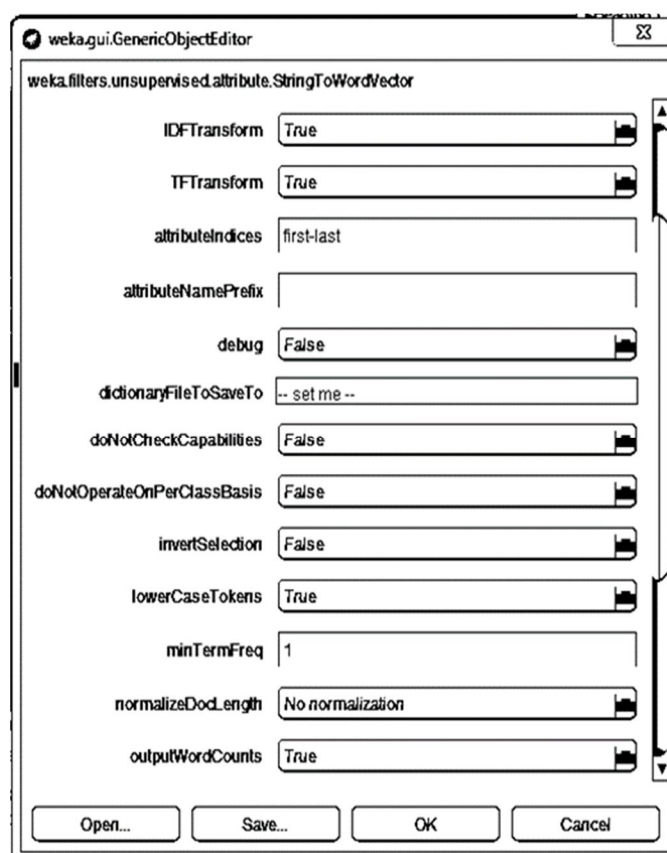 weka.gui.GenericObjectEditor
weka.filters.unsupervised.attribute.StringToWordVector
IDFTransform True
TFTransform True
attributeIndices first-last
attributeNamePrefix
debug False
dictionaryFileToSaveTo -- set me --
doNotCheckCapabilities False
doNotOperateOnPerClassBasis False
invertSelection False
lowerCaseTokens True
minTermFreq 1
normalizeDocLength No normalization
outputWordCounts True
Open... Save... OK Cancel